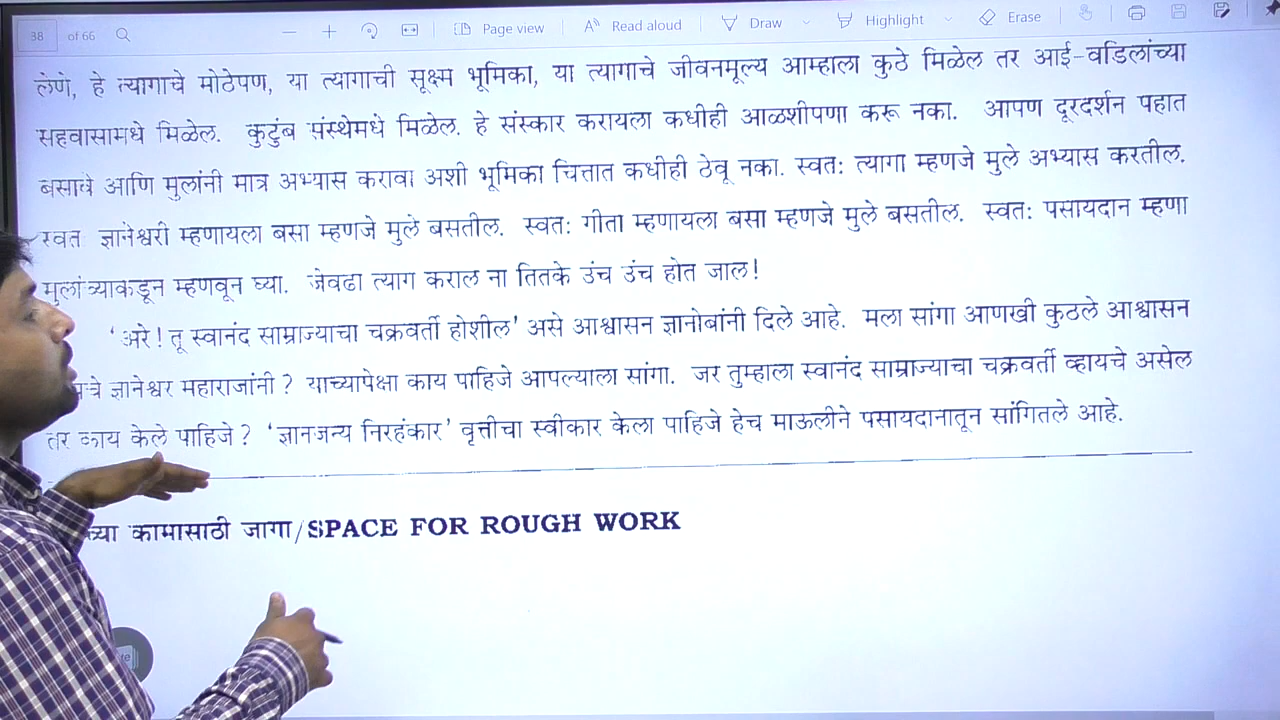 38 of 66 Page view Read aloud Draw Highlight Erase
लेणे, हे त्यागाचे मोठेपण, या त्यागाची सूक्ष्म भूमिका, या त्यागाचे जीवनमूल्य आम्हाला कुठे मिळेल तर आई-वडिलांच्या
सहवासामधे मिळेल. कुटुंब संस्थेमधे मिळेल. हे संस्कार करायला कधीही आळशीपणा करू नका. आपण दूरदर्शन पहात
बसावे आणि मुलांनी मात्र अभ्यास करावा अशी भूमिका चित्तात कधीही ठेवू नका. स्वतः त्यागा म्हणजे मुले अभ्यास करतील.
स्वत ज्ञानेश्वरी म्हणायला बसा म्हणजे मुले बसतील. स्वतः गीता म्हणायला बसा म्हणजे मुले बसतील. स्वतः पसायदान म्हणा
मुलांच्याकडून म्हणवून घ्या. जेवढा त्याग कराल ना तितके उंच उंच होत जाल!
'अरे! तू स्वानंद साम्राज्याचा चक्रवर्ती होशील' असे आश्वासन ज्ञानोबांनी दिले आहे. मला सांगा आणखी कुठले आश्वासन
ज्ञानेश्वर महाराजांनी? याच्यापेक्षा काय पाहिजे आपल्याला सांगा. जर तुम्हाला स्वानंद साम्राज्याचा चक्रवर्ती व्हायचे असेल
तर काय केले पाहिजे? 'ज्ञानजन्य निरहंकार' वृत्तीचा स्वीकार केला पाहिजे हेच माऊलीने पसायदानातून सांगितले आहे.
कामासाठी जागा/SPACE FOR ROUGH WORK